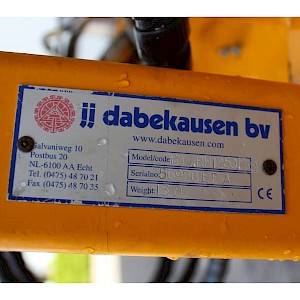 jj dabekausen bv
www.dabekausen.com
Galvaniweg 10
Postbus 20
NL-6100 AA Echt
Tel. (0475) 48 70 21
Fax (0475) 48 70 35
Model/code
Serialno
Weight
CE